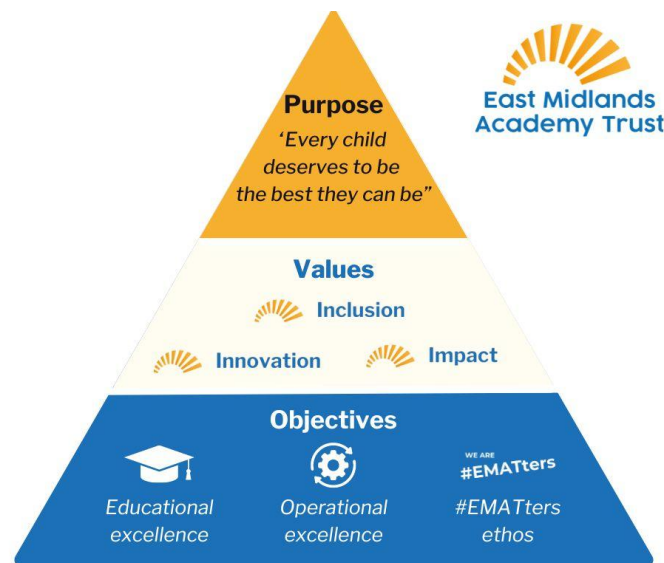 East Midlands
Academy Trust
Purpose
‘Every child
deserves to be
the best they can be”
Values
Inclusion
Innovation
Impact
Objectives
WE ARE
#EMATters
Educational
excellence
Operational
excellence
#EMATters
ethos